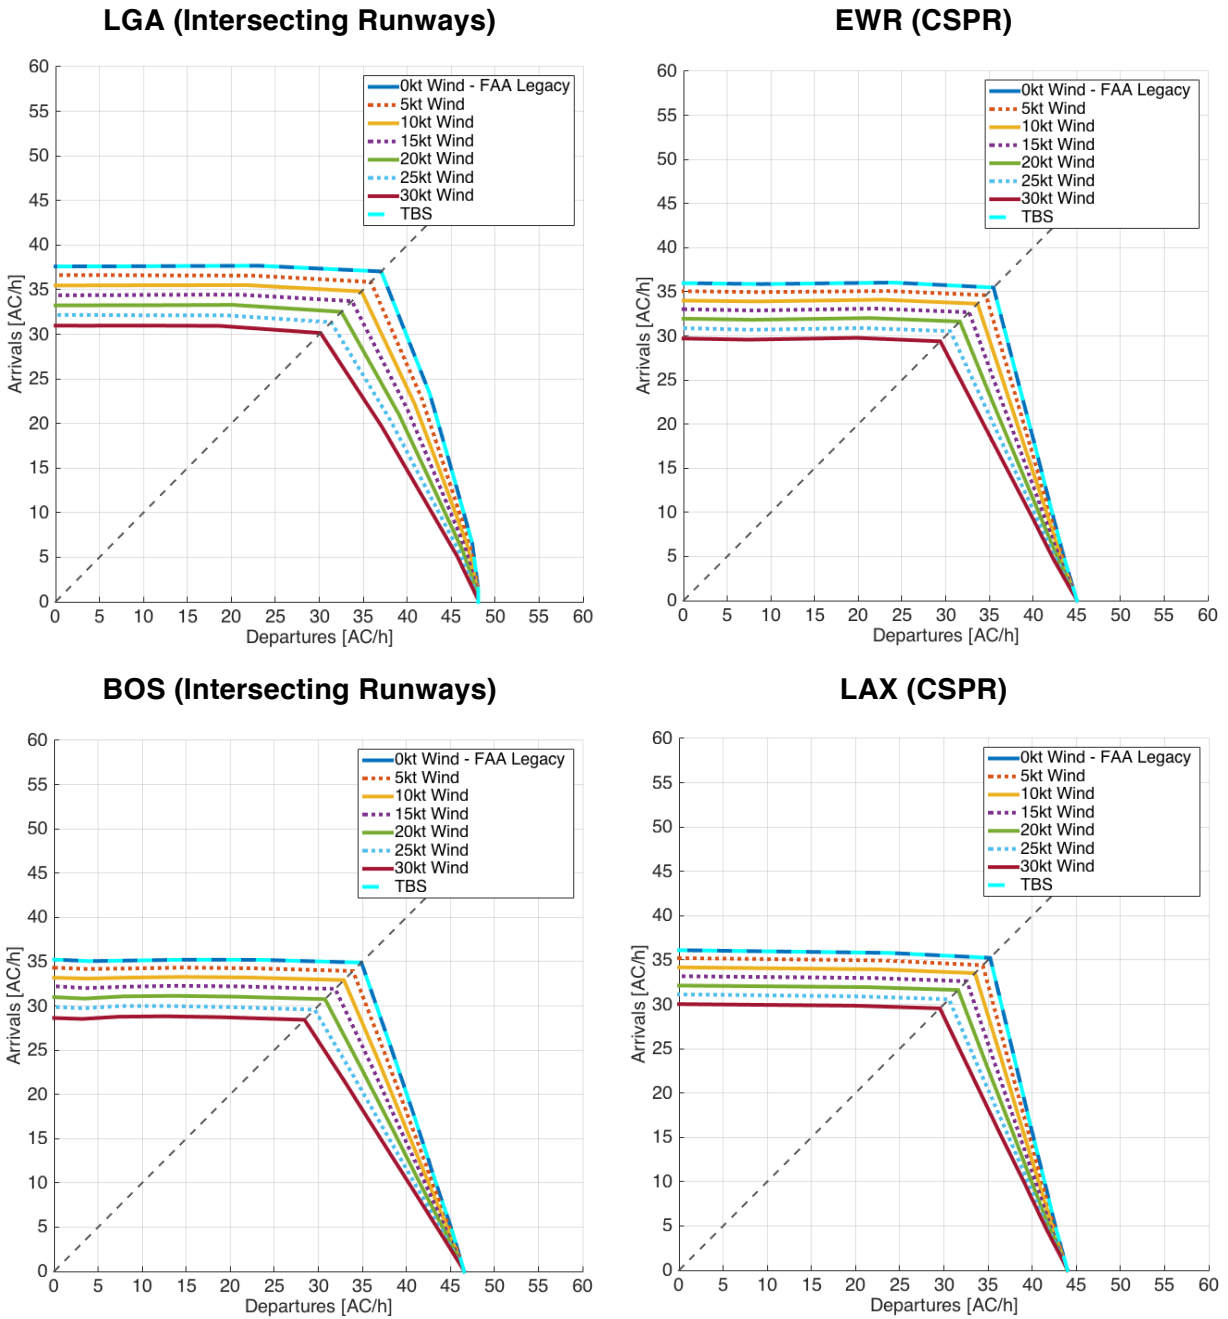 LGA (Intersecting Runways)
60
55
50
45
40
35
30
25
20
15
10
5
0
Arrivals [AC/h]
0kt Wind - FAA Legacy
5kt Wind
10kt Wind
15kt Wind
20kt Wind
25kt Wind
30kt Wind
TBS
0 5 10 15 20 25 30 35 40 45 50 55 60
Departures [AC/h]
EWR (CSPR)
60
55
50
45
40
35
30
25
20
15
10
5
0
Arrivals [AC/h]
0kt Wind - FAA Legacy
5kt Wind
10kt Wind
15kt Wind
20kt Wind
25kt Wind
30kt Wind
TBS
0 5 10 15 20 25 30 35 40 45 50 55 60
Departures [AC/h]
BOS (Intersecting Runways)
60
55
50
45
40
35
30
25
20
15
10
5
0
Arrivals [AC/h]
0kt Wind - FAA Legacy
5kt Wind
10kt Wind
15kt Wind
20kt Wind
25kt Wind
30kt Wind
TBS
0 5 10 15 20 25 30 35 40 45 50 55 60
Departures [AC/h]
LAX (CSPR)
60
55
50
45
40
35
30
25
20
15
10
5
0
Arrivals [AC/h]
0kt Wind - FAA Legacy
5kt Wind
10kt Wind
15kt Wind
20kt Wind
25kt Wind
30kt Wind
TBS
0 5 10 15 20 25 30 35 40 45 50 55 60
Departures [AC/h]